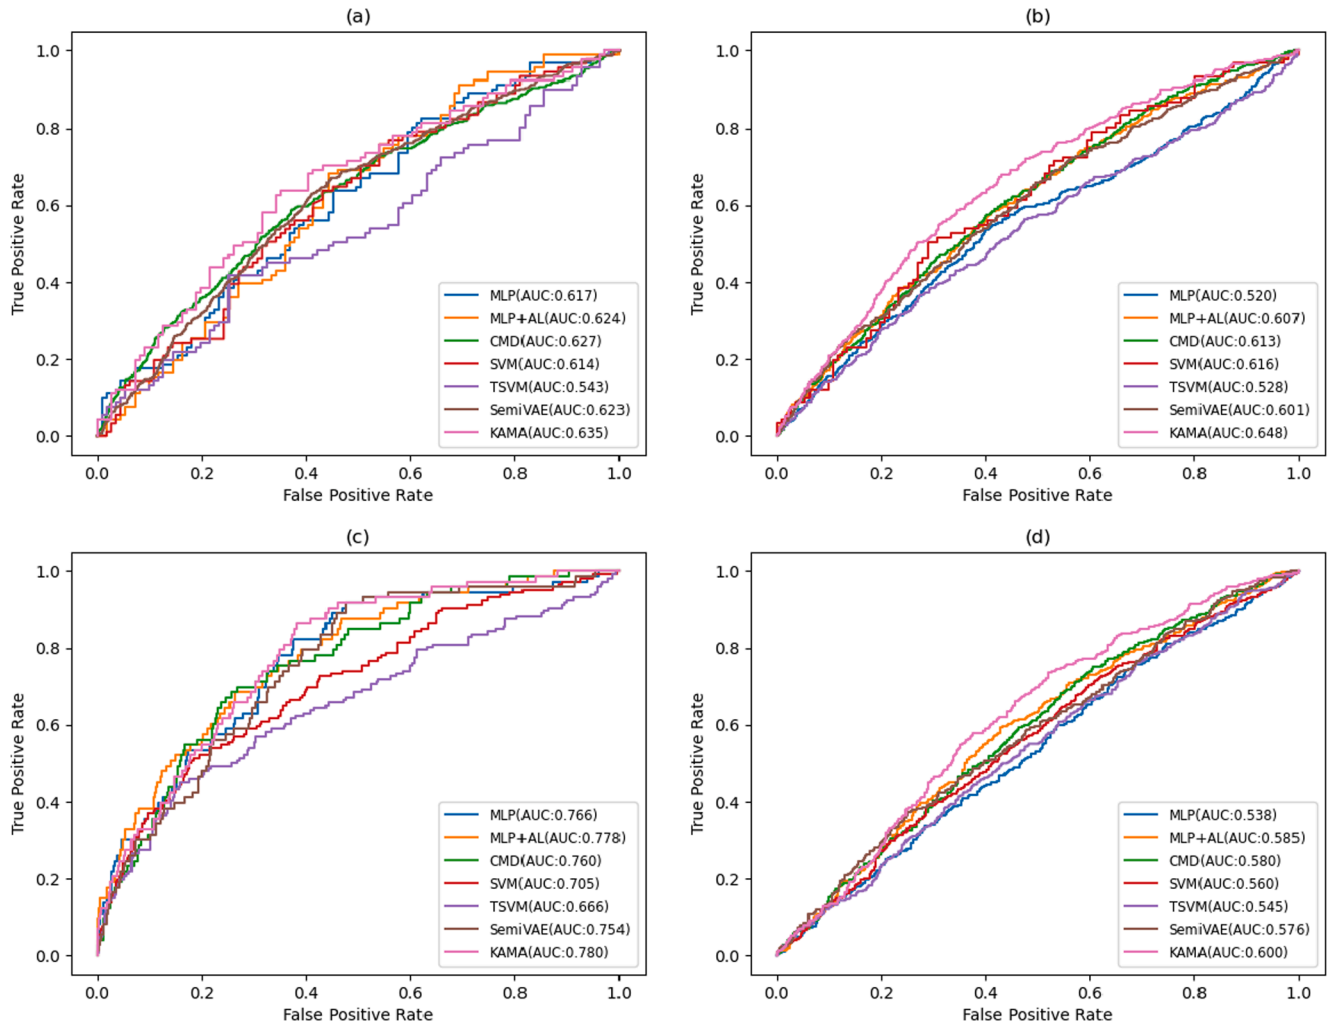 (a)
1.0
0.8
0.6
0.4
0.2
0.0
True Positive Rate
MLP(AUC:0.617)
MLP+AL(AUC:0.624)
CMD(AUC:0.627)
SVM(AUC:0.614)
TSVM(AUC:0.543)
SemiVAE(AUC:0.623)
KAMA(AUC:0.635)
0.0 0.2 0.4 0.6 0.8 1.0
False Positive Rate
(b)
1.0
0.8
0.6
0.4
0.2
0.0
True Positive Rate
MLP(AUC:0.520)
MLP+AL(AUC:0.607)
CMD(AUC:0.613)
SVM(AUC:0.616)
TSVM(AUC:0.528)
SemiVAE(AUC:0.601)
KAMA(AUC:0.648)
0.0 0.2 0.4 0.6 0.8 1.0
False Positive Rate
(c)
1.0
0.8
0.6
0.4
0.2
0.0
True Positive Rate
MLP(AUC:0.766)
MLP+AL(AUC:0.778)
CMD(AUC:0.760)
SVM(AUC:0.705)
TSVM(AUC:0.666)
SemiVAE(AUC:0.754)
KAMA(AUC:0.780)
0.0 0.2 0.4 0.6 0.8 1.0
False Positive Rate
(d)
1.0
0.8
0.6
0.4
0.2
0.0
True Positive Rate
MLP(AUC:0.538)
MLP+AL(AUC:0.585)
CMD(AUC:0.580)
SVM(AUC:0.560)
TSVM(AUC:0.545)
SemiVAE(AUC:0.576)
KAMA(AUC:0.600)
0.0 0.2 0.4 0.6 0.8 1.0
False Positive Rate